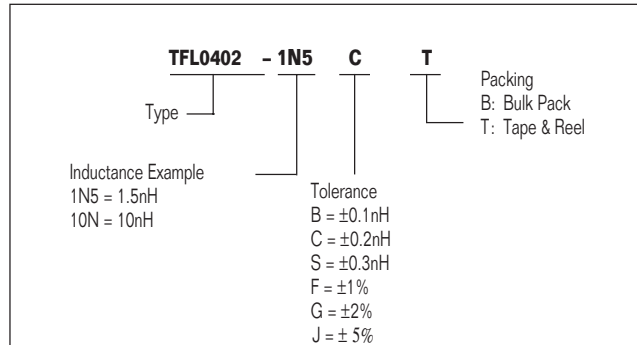 TFL0402 - 1N5 C T
Type
Packing
B: Bulk Pack
T: Tape & Reel
Inductance Example
1N5 = 1.5nH
10N = 10nH
Tolerance
B = ±0.1nH
C = ±0.2nH
S = ±0.3nH
F = ±1%
G = ±2%
J = ± 5%